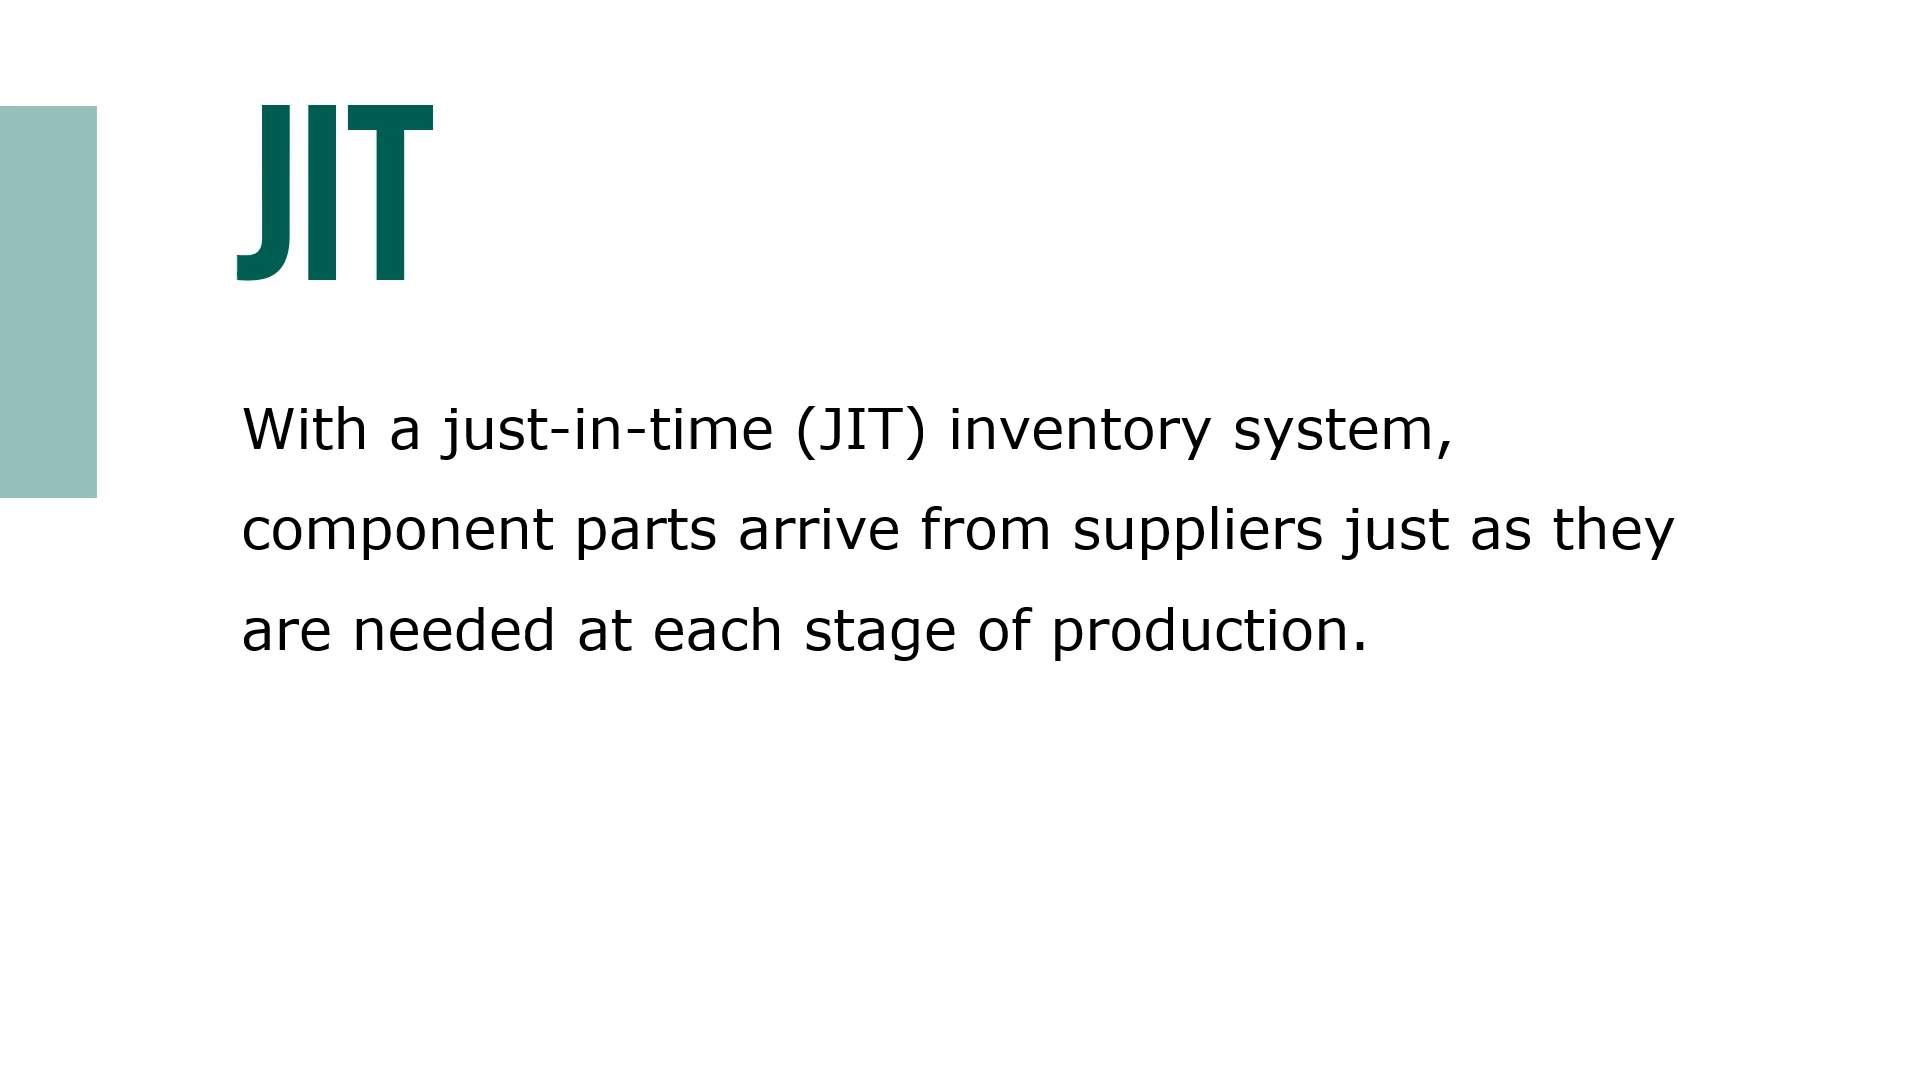 JIT
With a just-in-time (JIT) inventory system,
component parts arrive from suppliers just as they
are needed at each stage of production.